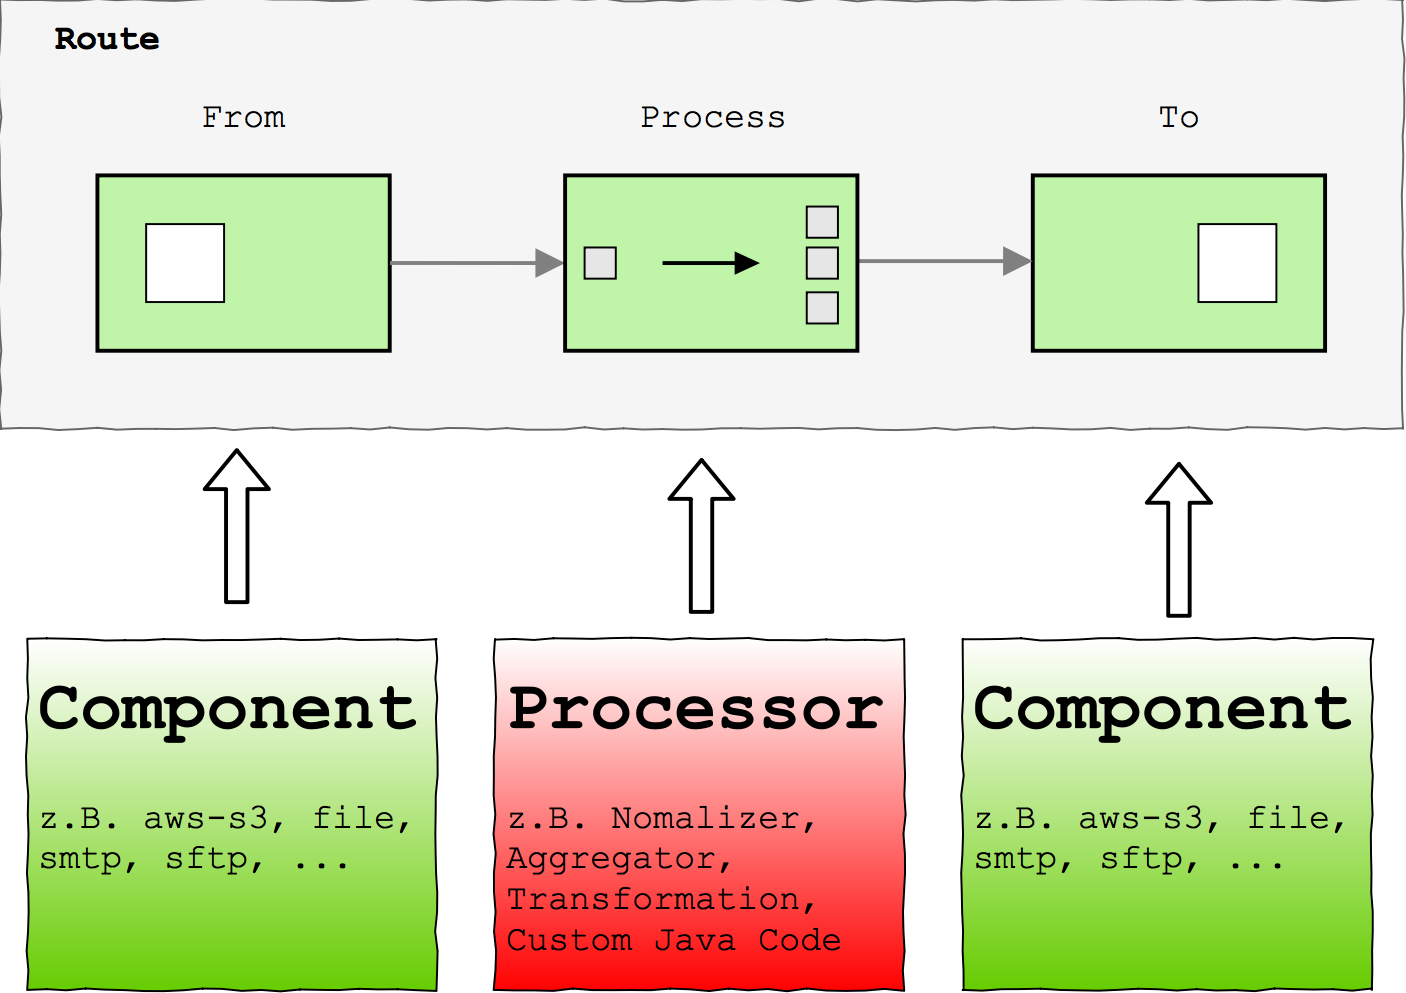 Route
From
Process
To
Component
z.B. aws-s3, file,
smtp, sftp, ...
Processor
z.B. Nomalizer,
Aggregator,
Transformation,
Custom Java Code
Component
z.B. aws-s3, file,
smtp, sftp, ...